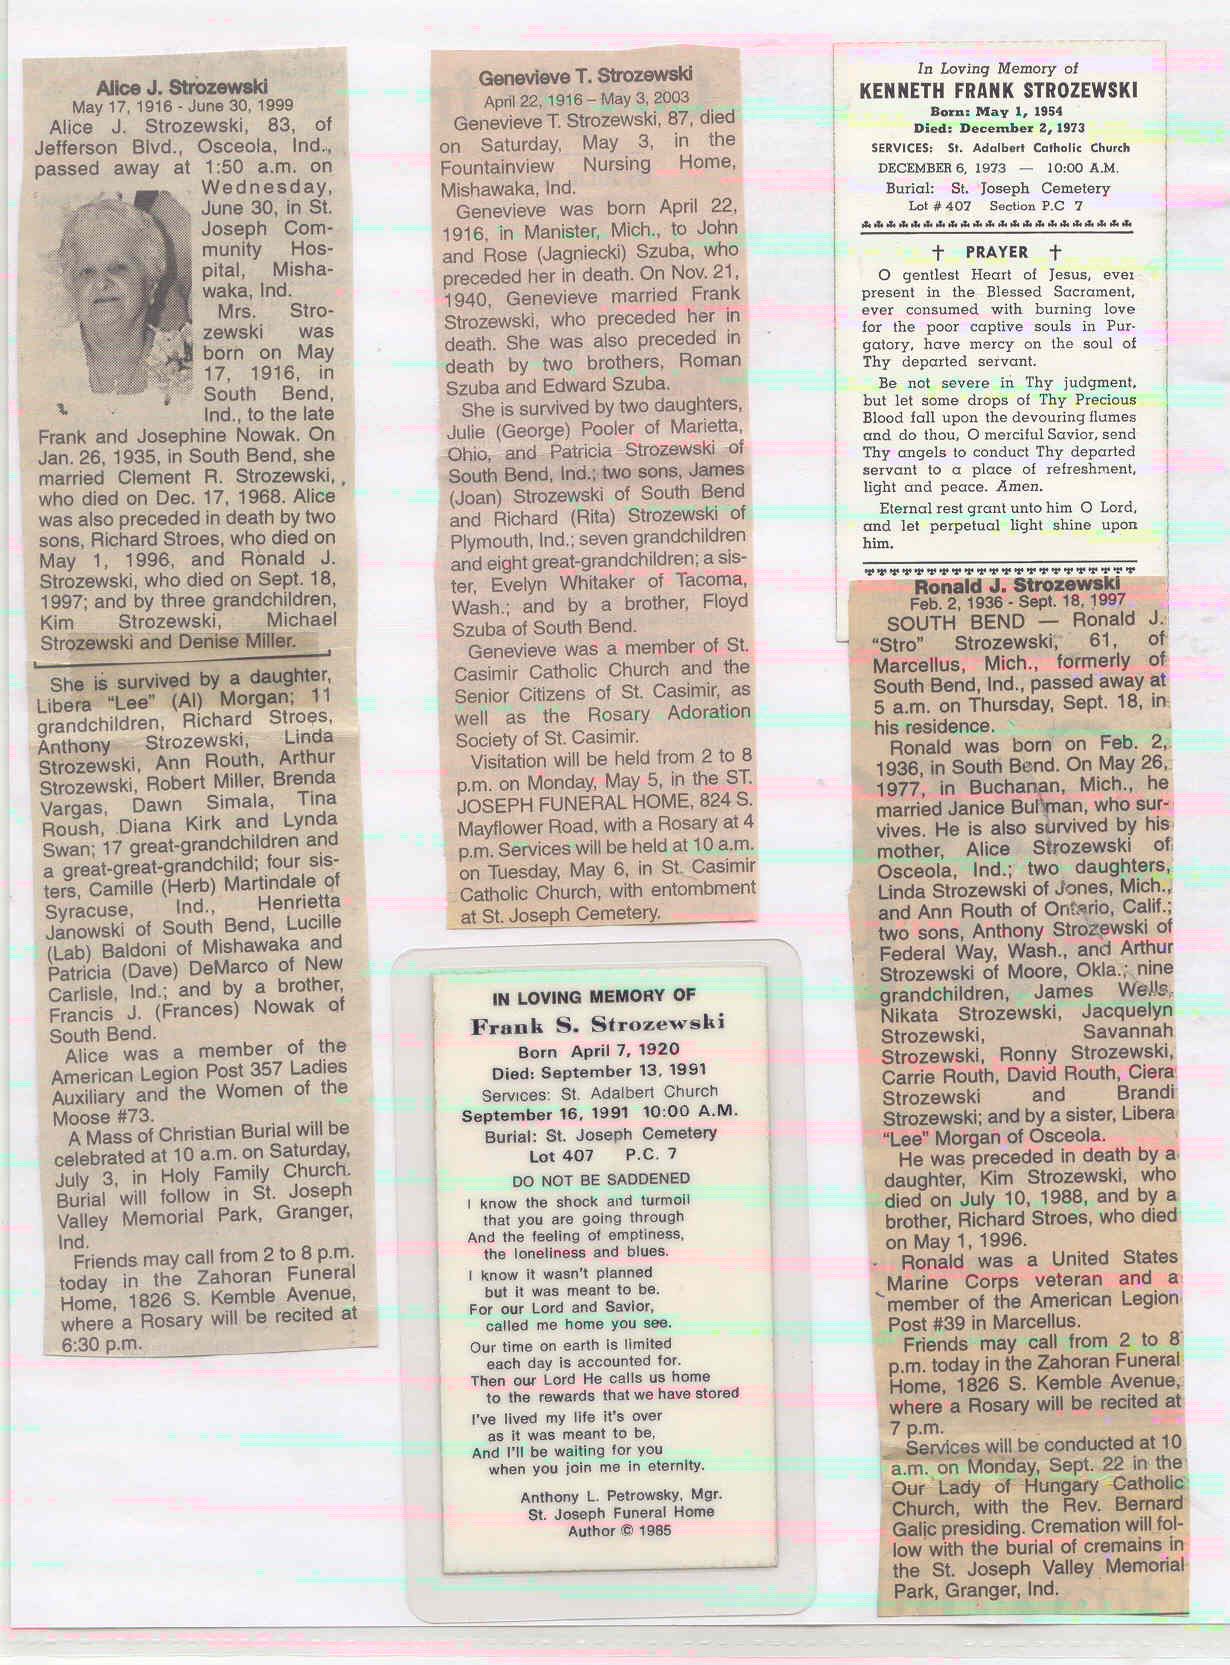 Alice J. Strozewski
May 17, 1916 - June 30, 1999
Alice J. Strozewski, 83, of
Jefferson Blvd., Osceola, Ind.,
passed away at 1:50 a.m. on
Wednesday,
June 30, in St.
Joseph Com-
munity Hos-
pital, Misha-
waka, Ind.
Mrs. Stro-
zewski was
born on May
17, 1916, in
South Bend,
Ind., to the late
Frank and Josephine Nowak. On
Jan. 26, 1935, in South Bend, she
married Clement R. Strozewski,
who died on Dec. 17, 1968. Alice
was also preceded in death by two
sons, Richard Stroes, who died on
May 1, 1996, and Ronald J.
Strozewski, who died on Sept. 18,
1997; and by three grandchildren,
Kim Strozewski, Michael
Strozewski and Denise Miller.
She is survived by a daughter,
Libera "Lee" (Al) Morgan; 11
grandchildren, Richard Stroes,
Anthony Strozewski, Linda
Strozewski, Ann Routh, Arthur
Strozewski, Robert Miller, Brenda
Vargas, Dawn Simala, Tina
Roush, Diana Kirk and Lynda
Swan; 17 great-grandchildren and
a great-great-grandchild; four sis-
ters, Camille (Herb) Martindale of
Syracuse, Ind., Henrietta
Janowski of South Bend, Lucille
(Lab) Baldoni of Mishawaka and
Patricia (Dave) DeMarco of New
Carlisle, Ind.; and by a brother,
Francis J. (Frances) Nowak of
South Bend.
Alice was a member of the
American Legion Post 357 Ladies
Auxiliary and the Women of the
Moose #73.
A Mass of Christian Burial will be
celebrated at 10 a.m. on Saturday,
July 3, in Holy Family Church.
Burial will follow in St. Joseph
Valley Memorial Park, Granger,
Ind.
Friends may call from 2 to 8 p.m.
today in the Zahoran Funeral
Home, 1826 S. Kemble Avenue,
where a Rosary will be recited at
6:30 p.m.
Genevieve T. Strozewski
April 22, 1916 – May 3, 2003
Genevieve T. Strozewski, 87, died
on Saturday, May 3, in the
Fountainview Nursing Home,
Mishawaka, Ind.
Genevieve was born April 22,
1916, in Manister, Mich., to John
and Rose (Jagniecki) Szuba, who
preceded her in death. On Nov. 21,
1940, Genevieve married Frank
Strozewski, who preceded her in
death. She was also preceded in
death by two brothers, Roman
Szuba and Edward Szuba.
She is survived by two daughters,
Julie (George) Pooler of Marietta,
Ohio, and Patricia Strozewski of
South Bend, Ind.; two sons, James
(Joan) Strozewski of South Bend
and Richard (Rita) Strozewski of
Plymouth, Ind.; seven grandchildren
and eight great-grandchildren; a sis-
ter, Evelyn Whitaker of Tacoma,
Wash.; and by a brother, Floyd
Szuba of South Bend.
Genevieve was a member of St.
Casimir Catholic Church and the
Senior Citizens of St. Casimir, as
well as the Rosary Adoration
Society of St. Casimir.
Visitation will be held from 2 to 8
p.m. on Monday, May 5, in the ST.
JOSEPH FUNERAL HOME, 824 S.
Mayflower Road, with a Rosary at 4
p.m. Services will be held at 10 a.m.
on Tuesday, May 6, in St. Casimir
Catholic Church, with entombment
at St. Joseph Cemetery.
IN LOVING MEMORY OF
Frank S. Strozewski
Born April 7, 1920
Died: September 13, 1991
Services: St. Adalbert Church
September 16, 1991 10:00 A.M.
Burial: St. Joseph Cemetery
Lot 407 P.C. 7
DO NOT BE SADDENED
I know the shock and turmoil
that you are going through
And the feeling of emptiness,
the loneliness and blues.
I know it wasn't planned
but it was meant to be.
For our Lord and Savior,
called me home you see.
Our time on earth is limited
each day is accounted for.
Then our Lord He calls us home
to the rewards that we have stored
I've lived my life it's over
as it was meant to be,
And I'll be waiting for you
when you join me in eternity.
Anthony L. Petrowsky, Mgr.
St. Joseph Funeral Home
Author © 1985
In Loving Memory of
KENNETH FRANK STROZEWSKI
Born: May 1, 1954
Died: December 2, 1973
SERVICES: St. Adalbert Catholic Church
DECEMBER 6, 1973 — 10:00 A.M.
Burial: St. Joseph Cemetery
Lot # 407 Section P.C 7
† PRAYER †
O gentlest Heart of Jesus, ever
present in the Blessed Sacrament,
ever consumed with burning love
for the poor captive souls in Pur-
gatory, have mercy on the soul of
Thy departed servant.
Be not severe in Thy judgment,
but let some drops of Thy Precious
Blood fall upon the devouring flames
and do thou, O merciful Savior, send
Thy angels to conduct Thy departed
servant to a place of refreshment,
light and peace. Amen.
Eternal rest grant unto him O Lord,
and let perpetual light shine upon
him.
Ronald J. Strozewski
Feb. 2, 1936 - Sept. 18, 1997
SOUTH BEND — Ronald J.
"Stro" Strozewski, 61, of
Marcellus, Mich., formerly of
South Bend, Ind., passed away at
5 a.m. on Thursday, Sept. 18, in
his residence.
Ronald was born on Feb. 2,
1936, in South Bend. On May 26,
1977, in Buchanan, Mich., he
married Janice Bulman, who sur-
vives. He is also survived by his
mother, Alice Strozewski of
Osceola, Ind.; two daughters,
Linda Strozewski of Jones, Mich.,
and Ann Routh of Ontario, Calif.;
two sons, Anthony Strozewski of
Federal Way, Wash., and Arthur
Strozewski of Moore, Okla.; nine
grandchildren, James Wells,
Nikata Strozewski, Jacquelyn
Strozewski, Savannah
Strozewski, Ronny Strozewski,
Carrie Routh, David Routh, Ciera
Strozewski and Brandi
Strozewski; and by a sister, Libera
"Lee" Morgan of Osceola.
He was preceded in death by a
daughter, Kim Strozewski, who
died on July 10, 1988, and by a
brother, Richard Stroes, who died
on May 1, 1996.
Ronald was a United States
Marine Corps veteran and a
member of the American Legion
Post #39 in Marcellus.
Friends may call from 2 to 8
p.m. today in the Zahoran Funeral
Home, 1826 S. Kemble Avenue,
where a Rosary will be recited at
7 p.m.
Services will be conducted at 10
a.m. on Monday, Sept. 22 in the
Our Lady of Hungary Catholic
Church, with the Rev. Bernard
Galic presiding. Cremation will fol-
low with the burial of cremains in
the St. Joseph Valley Memorial
Park, Granger, Ind.